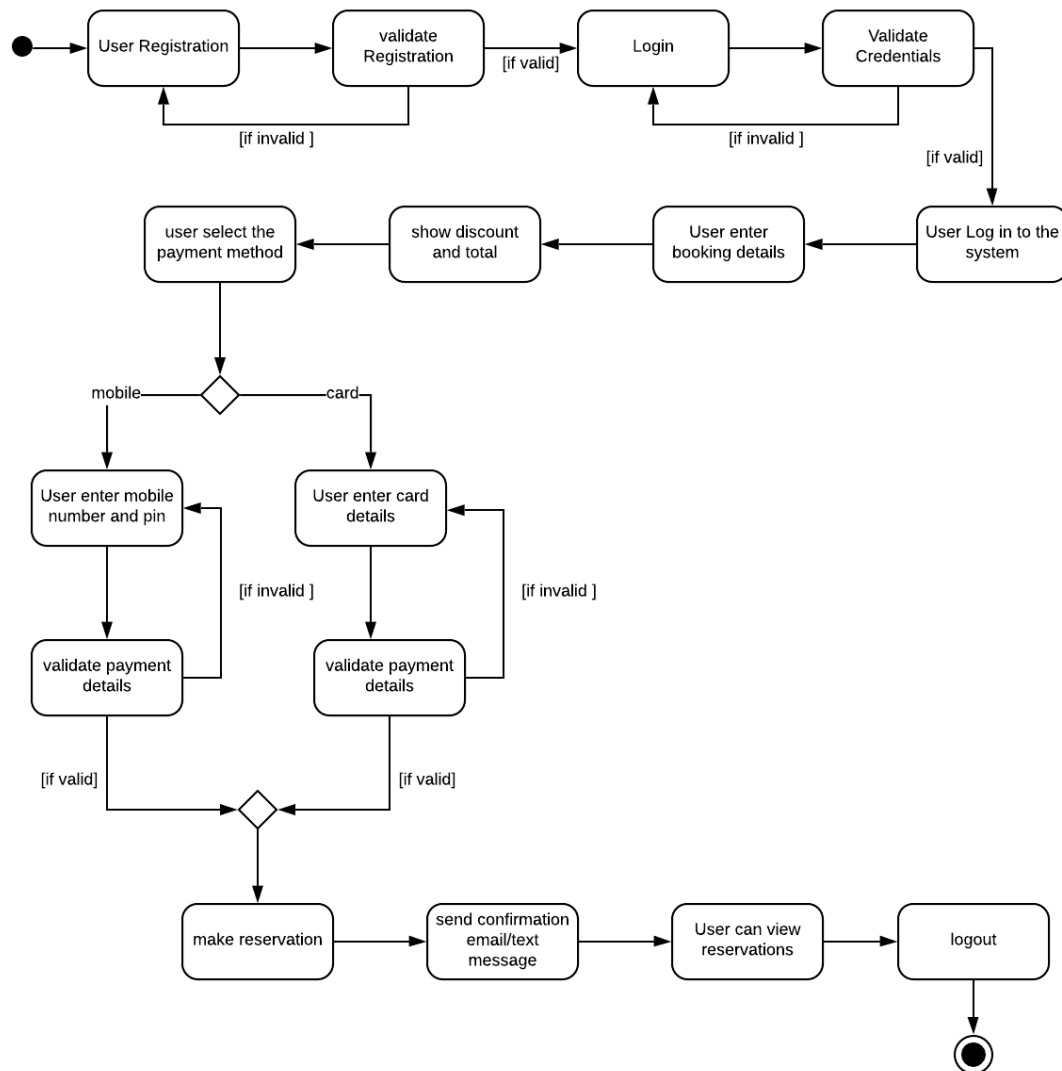 User Registration
validate
Registration
[if valid]
Login
Validate
Credentials
[if invalid ]
[if invalid ]
[if valid]
user select the
payment method
show discount
and total
User enter
booking details
User Log in to the
system
mobile
card
User enter mobile
number and pin
User enter card
details
[if invalid ]
[if invalid ]
validate payment
details
validate payment
details
[if valid]
[if valid]
make reservation
send confirmation
email/text
message
User can view
reservations
logout